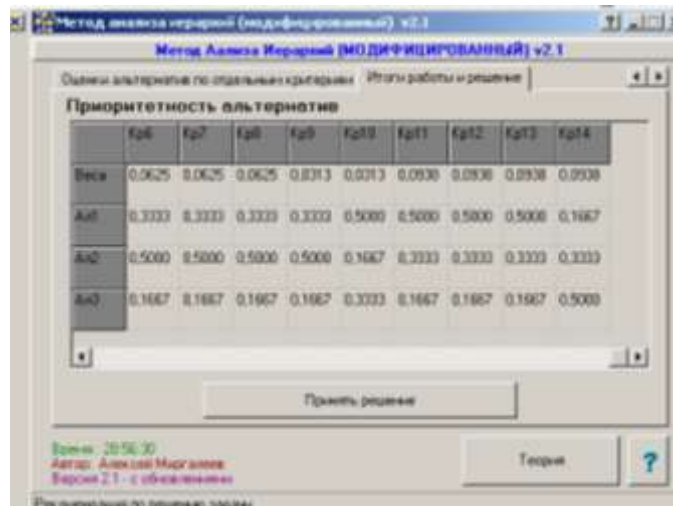 Метод анализа иерархий (модифицированный) v2.1
Метод Анализа Иерархий (МОДИФИЦИРОВАННЫЙ) v2.1
Оценки альтернатив по отдельным критериям Итоги работы и решение
Приоритетность альтернатив
Кр6 Кр7 Кр8 Кр9 Кр10 Кр11 Кр12 Кр13 Кр14
Веса 0,0625 0,0625 0,0625 0,0313 0,0313 0,0938 0,0938 0,0938 0,0938
Ал1 0,3333 0,3333 0,3333 0,3333 0,5000 0,5000 0,5000 0,5000 0,1667
Ал2 0,5000 0,5000 0,5000 0,5000 0,1667 0,3333 0,3333 0,3333 0,3333
Ал3 0,1667 0,1667 0,1667 0,1667 0,3333 0,1667 0,1667 0,1667 0,5000
Принять решение
Время: 20:56:30
Автор: Алексей
Версия 2.1 - с обновлениями
Теория
?